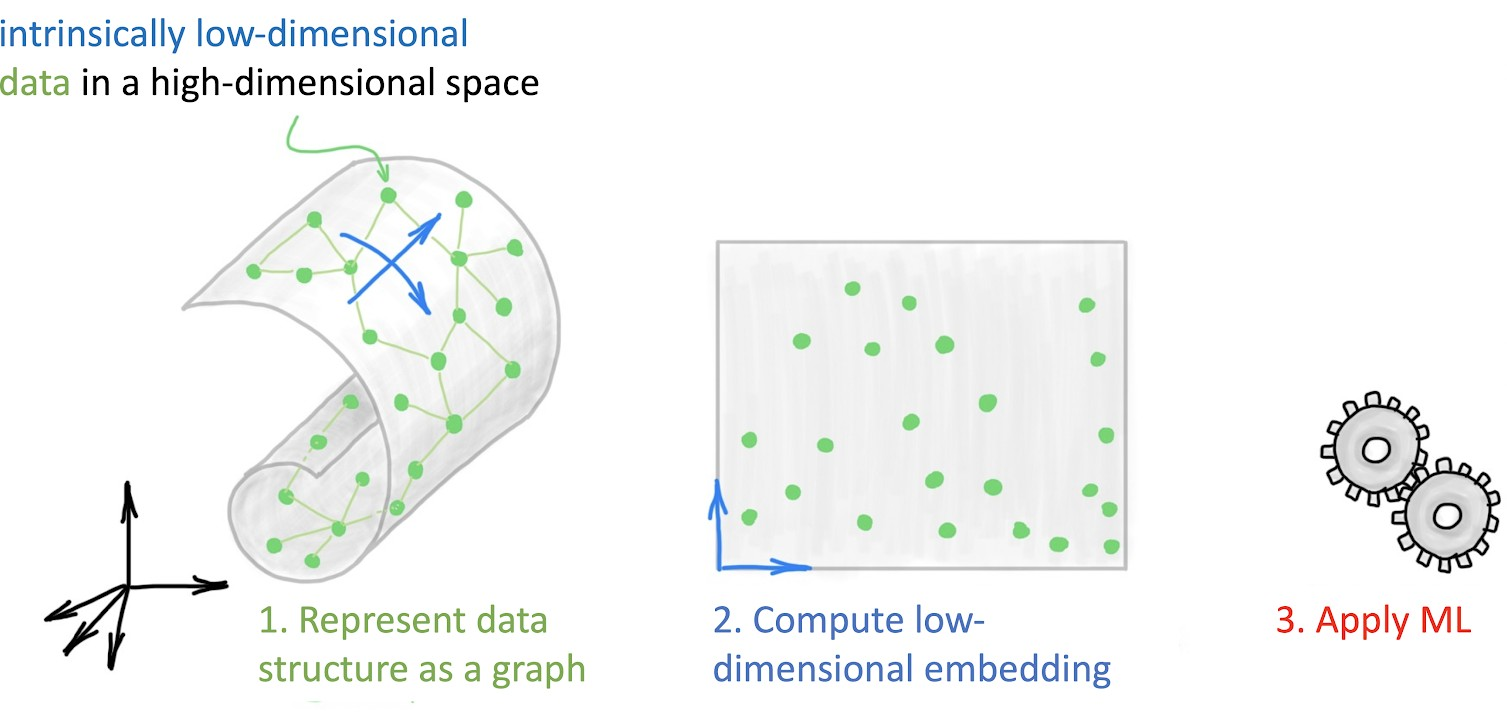 intrinsically low-dimensional
data in a high-dimensional space
1. Represent data
structure as a graph
2. Compute low-
dimensional embedding
3. Apply ML